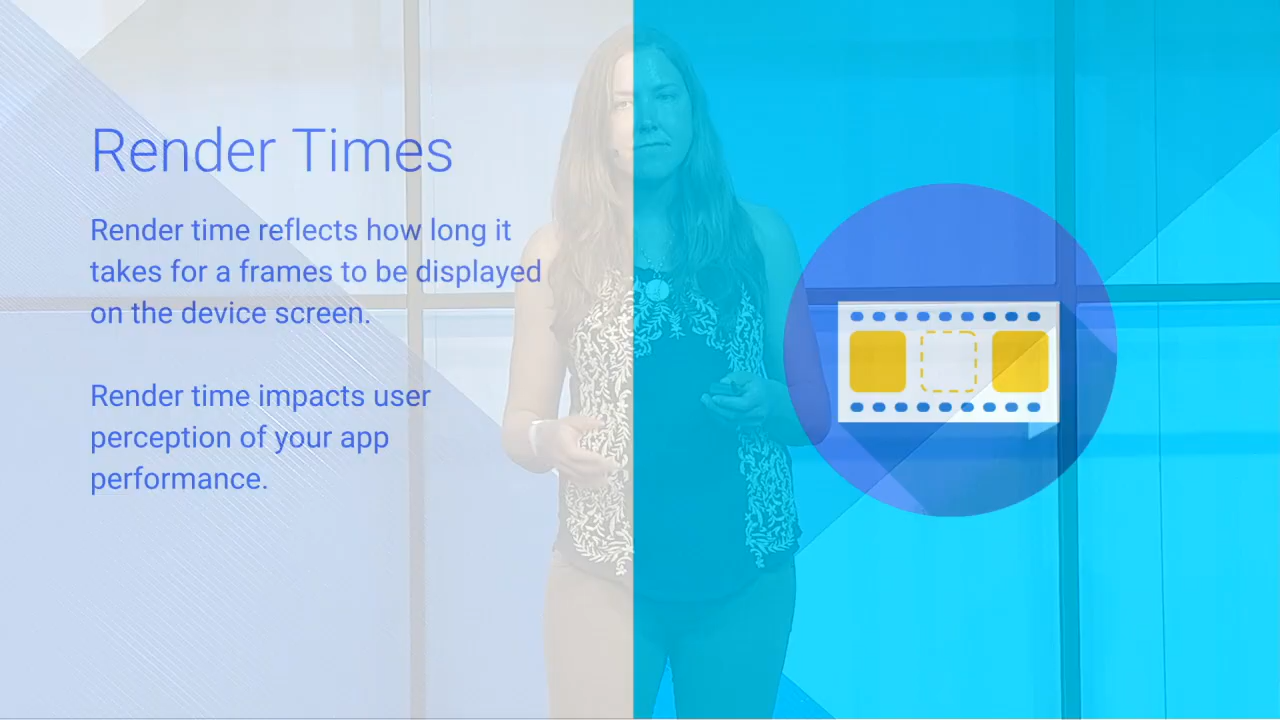 Render Times
Render time reflects how long it
takes for a frames to be displayed
on the device screen.
Render time impacts user
perception of your app
performance.